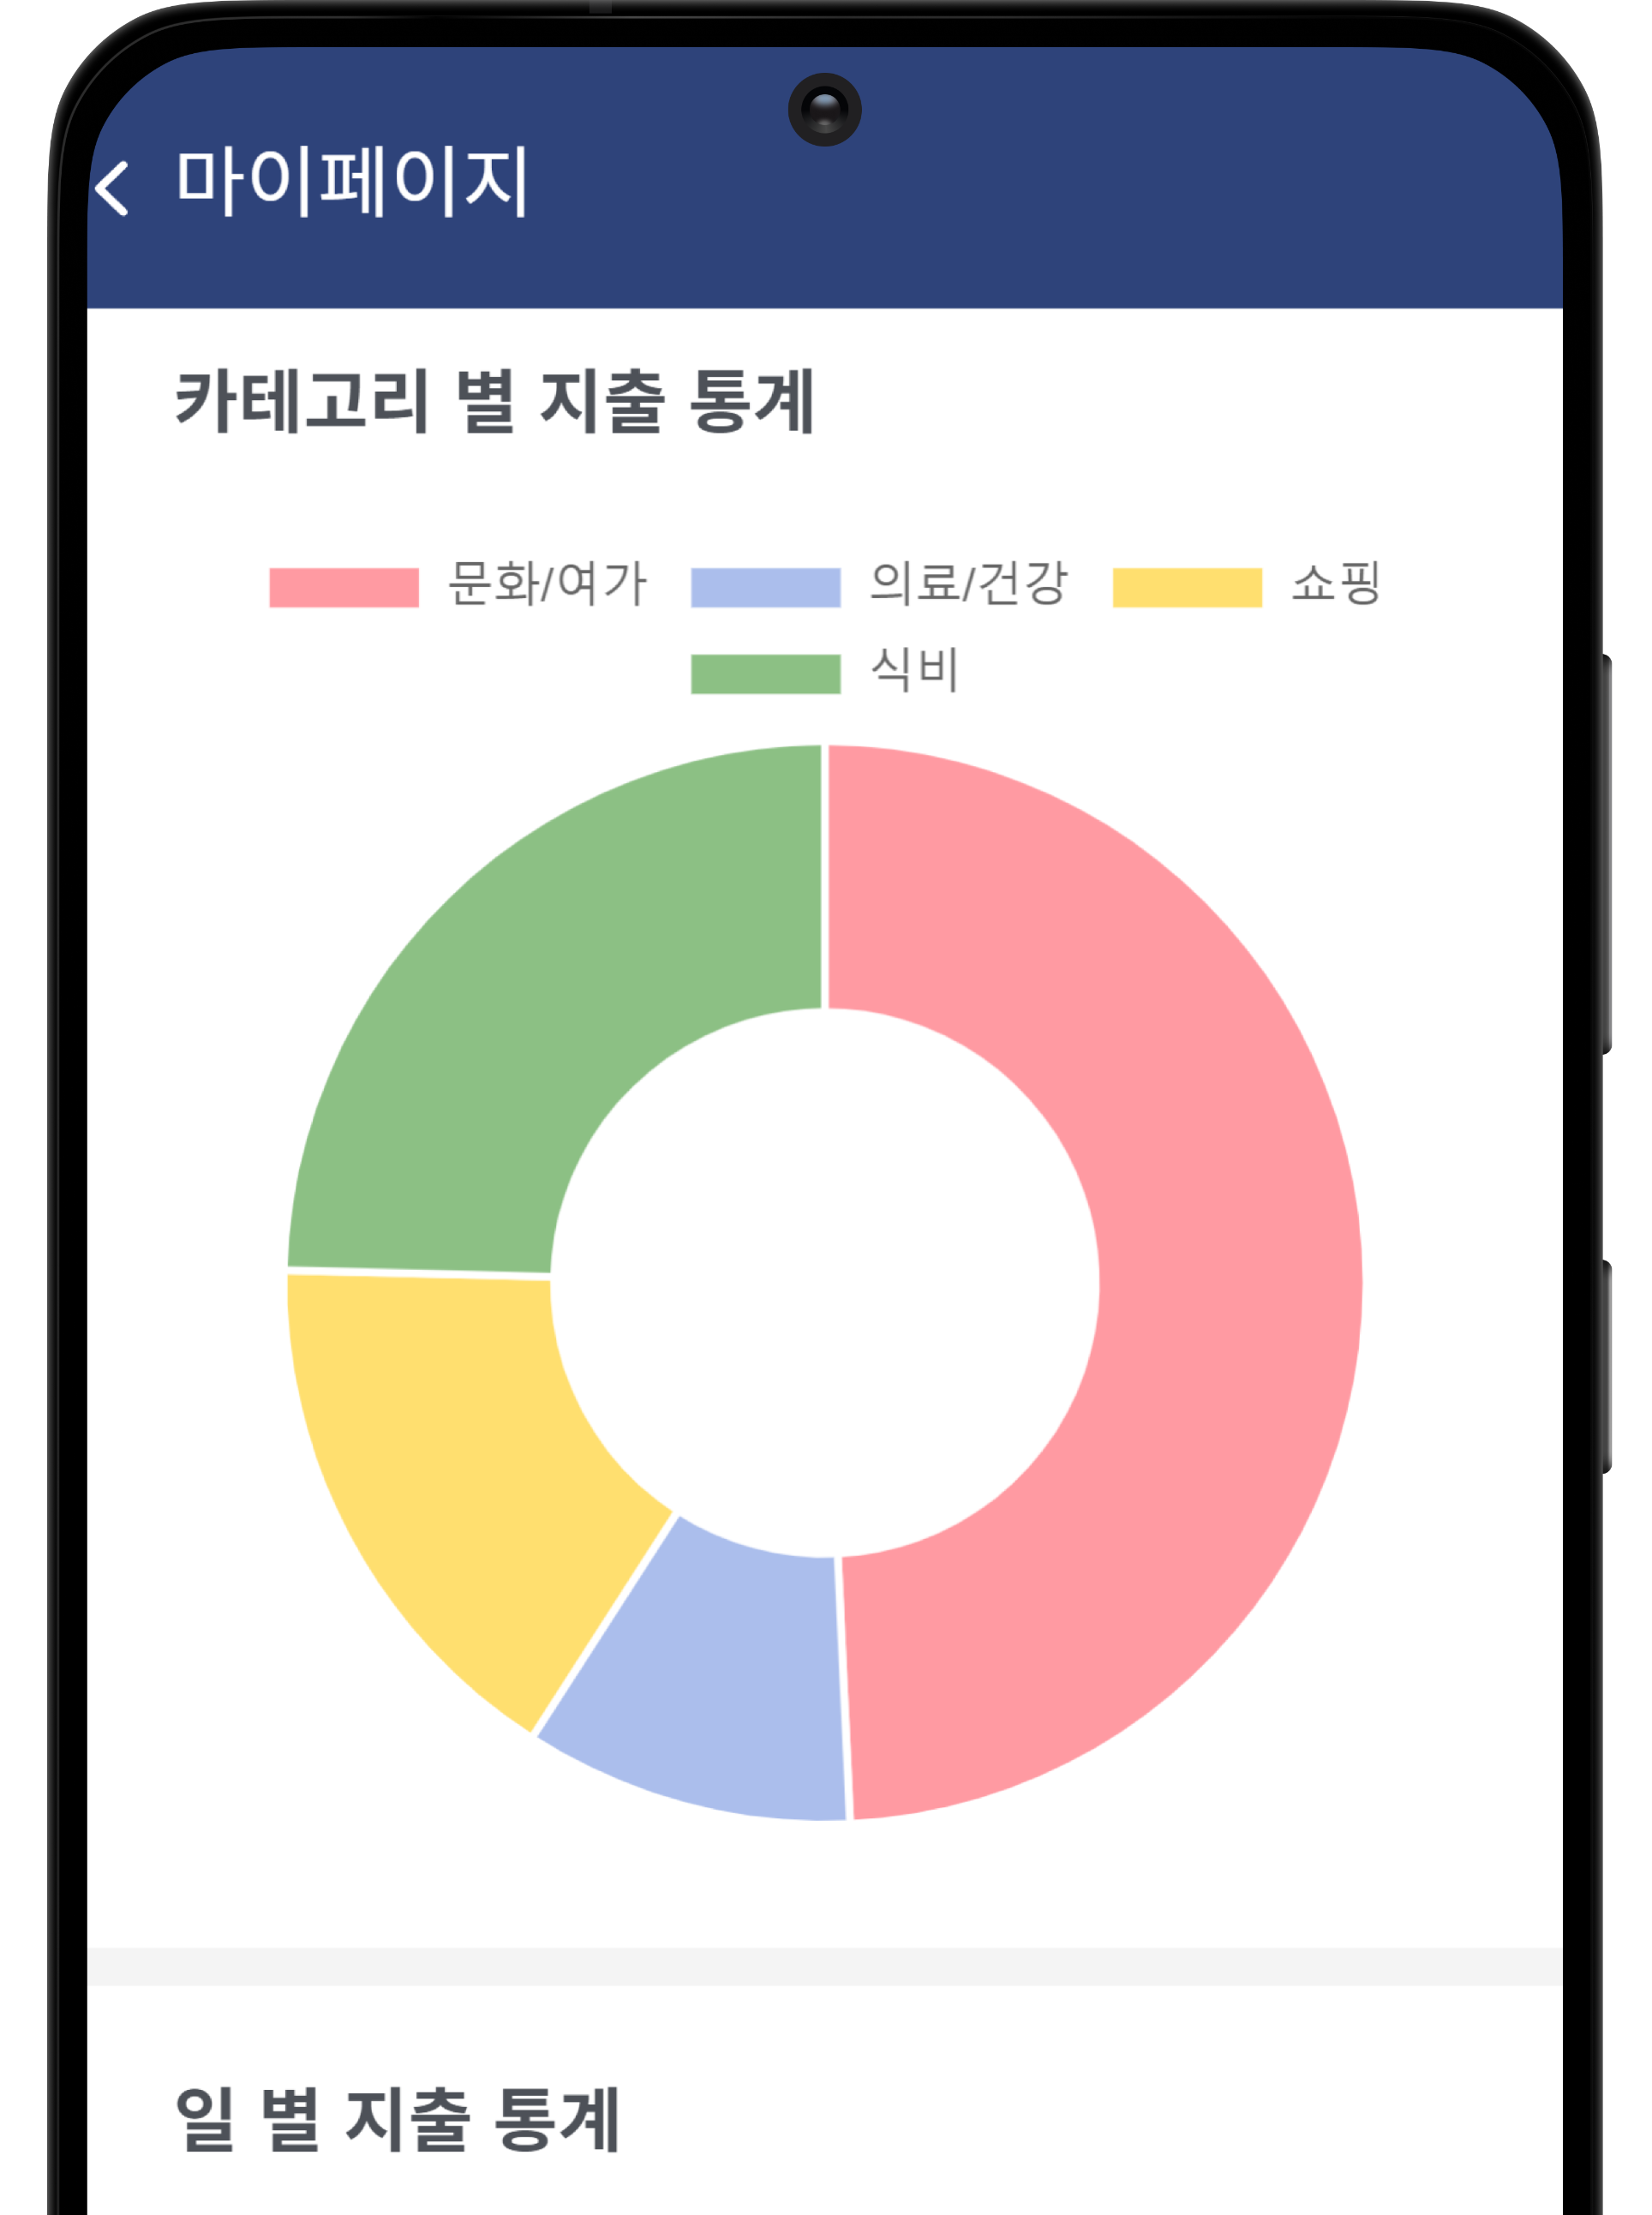 마이페이지
카테고리 별 지출 통계
문화/여가 의료/건강 쇼핑
식비
일 별 지출 통계